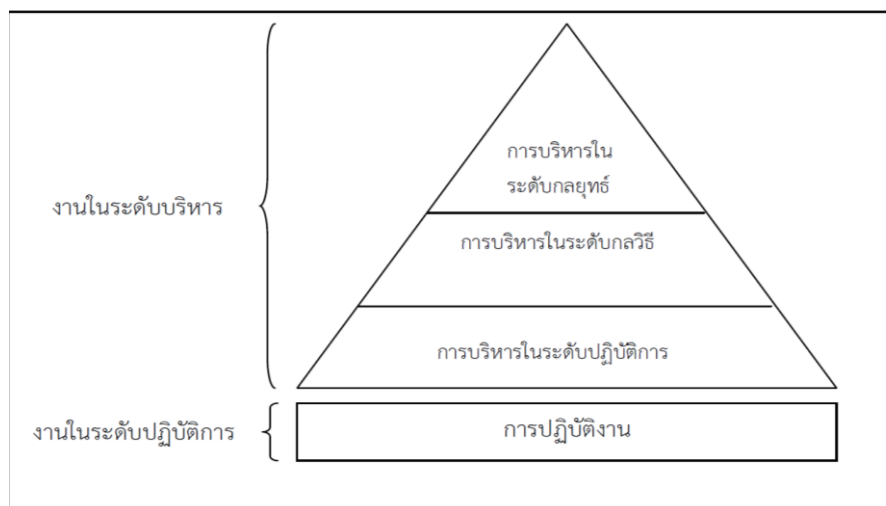 การบริหารใน
ระดับกลยุทธ์
งานในระดับบริหาร
การบริหารในระดับกลวิธี
การบริหารในระดับปฏิบัติการ
งานในระดับปฏิบัติการ
การปฏิบัติงาน